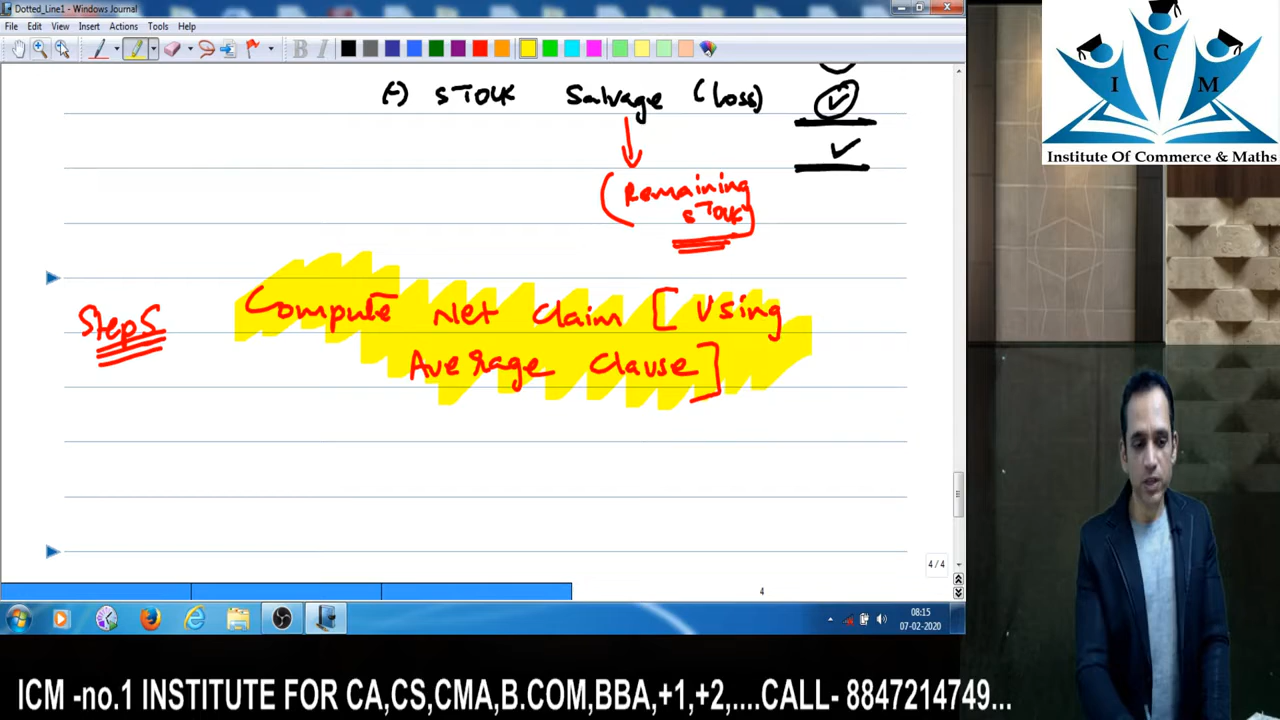 Dotted_Line1 - Windows Journal
File Edit View Insert Actions Tools Help
B I
(-) STOCK Salvage (Loss)
(Remaining
STOCK)
Step 5 Compute Net Claim [Using
Average Clause]
4 / 4
4
08:15
07-02-2020
I C M
Institute Of Commerce & Maths
ICM -no.1 INSTITUTE FOR CA,CS,CMA,B.COM,BBA,+1,+2,....CALL- 8847214749...